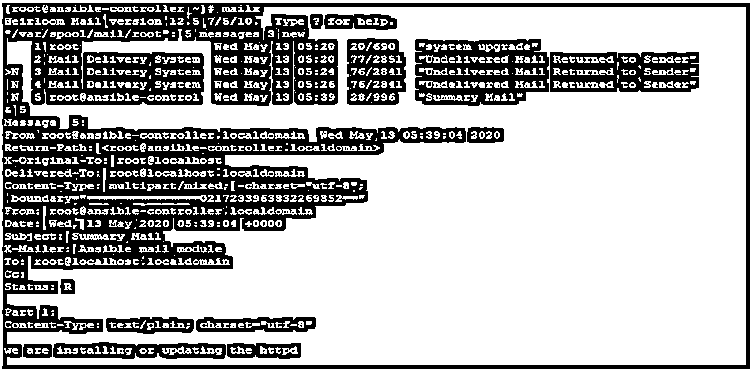 [root@ansible-controller ~]# mailx
Heirloom Mail version 12.5 7/5/10.  Type ? for help.
"/var/spool/mail/root": 5 messages 3 new
    1 root                  Wed May 13 05:20  20/690   "system upgrade"
    2 Mail Delivery System  Wed May 13 05:20  77/2851  "Undelivered Mail Returned to Sender"
>N  3 Mail Delivery System  Wed May 13 05:24  76/2841  "Undelivered Mail Returned to Sender"
 N  4 Mail Delivery System  Wed May 13 05:26  76/2841  "Undelivered Mail Returned to Sender"
 N  5 root@ansible-control  Wed May 13 05:39  28/996   "Summary Mail"
& 5
Message  5:
From root@ansible-controller.localdomain  Wed May 13 05:39:04 2020
Return-Path: <root@ansible-controller.localdomain>
X-Original-To: root@localhost
Delivered-To: root@localhost.localdomain
Content-Type: multipart/mixed; charset="utf-8";
 boundary="===============0217233963832269352=="
From: root@ansible-controller.localdomain
Date: Wed, 13 May 2020 05:39:04 +0000
Subject: Summary Mail
X-Mailer: Ansible mail module
To: root@localhost.localdomain
Cc:
Status: R
Part 1:
Content-Type: text/plain; charset="utf-8"
we are installing or updating the httpd